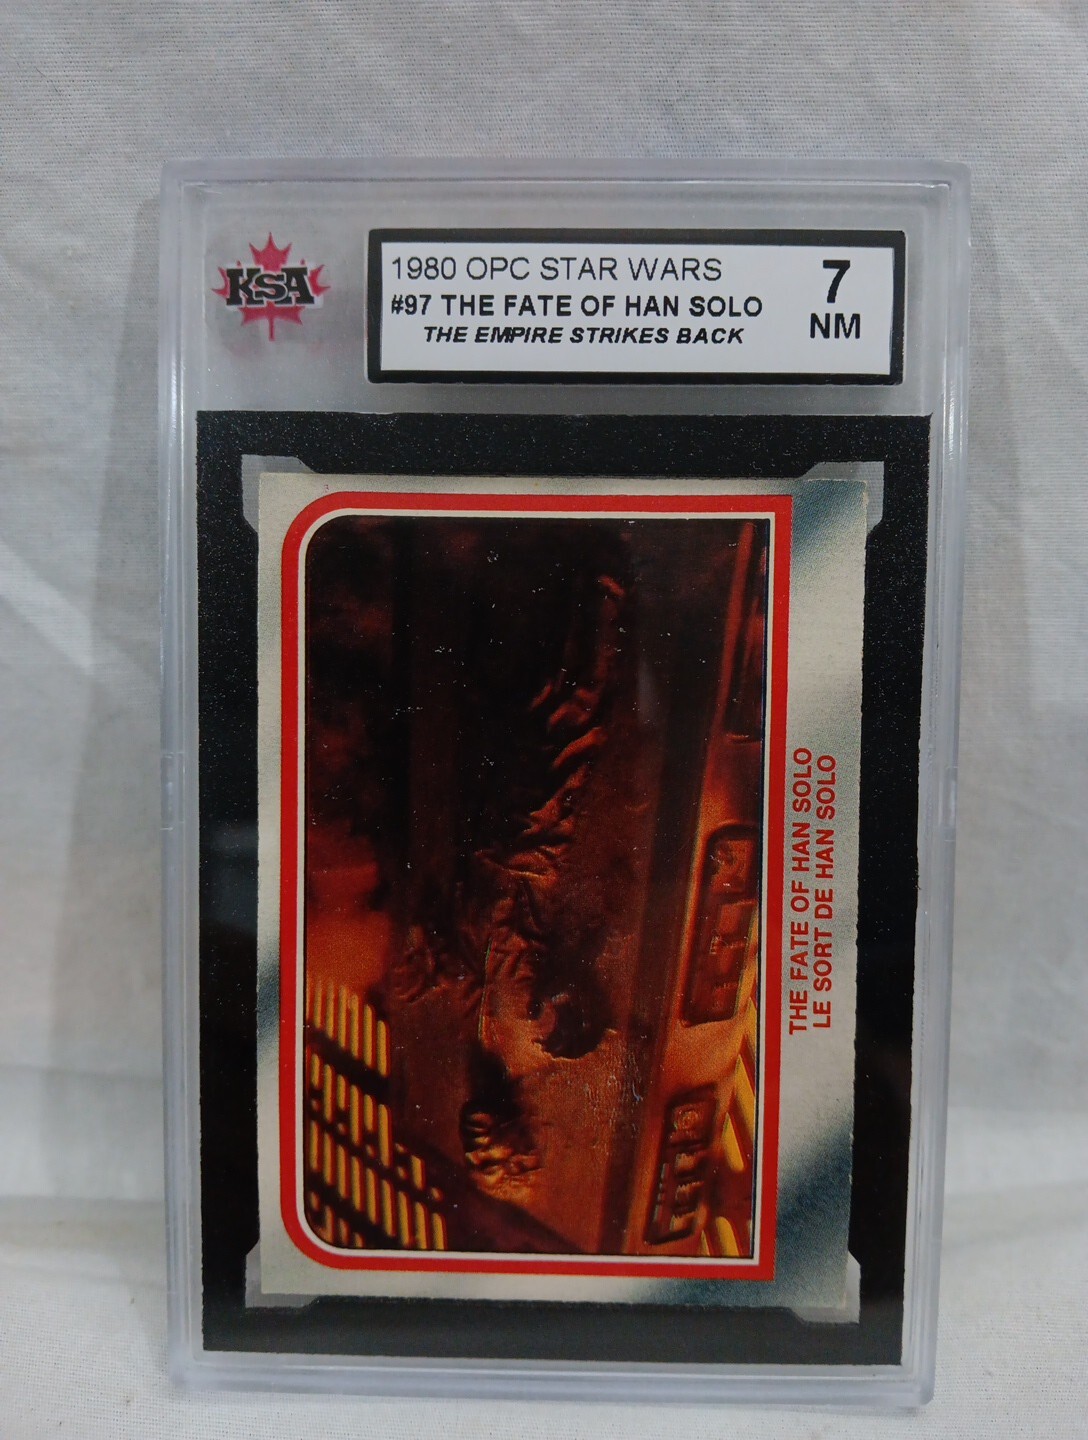 KSA
1980 OPC STAR WARS
#97 THE FATE OF HAN SOLO
THE EMPIRE STRIKES BACK
7
NM
THE FATE OF HAN SOLO
LE SORT DE HAN SOLO